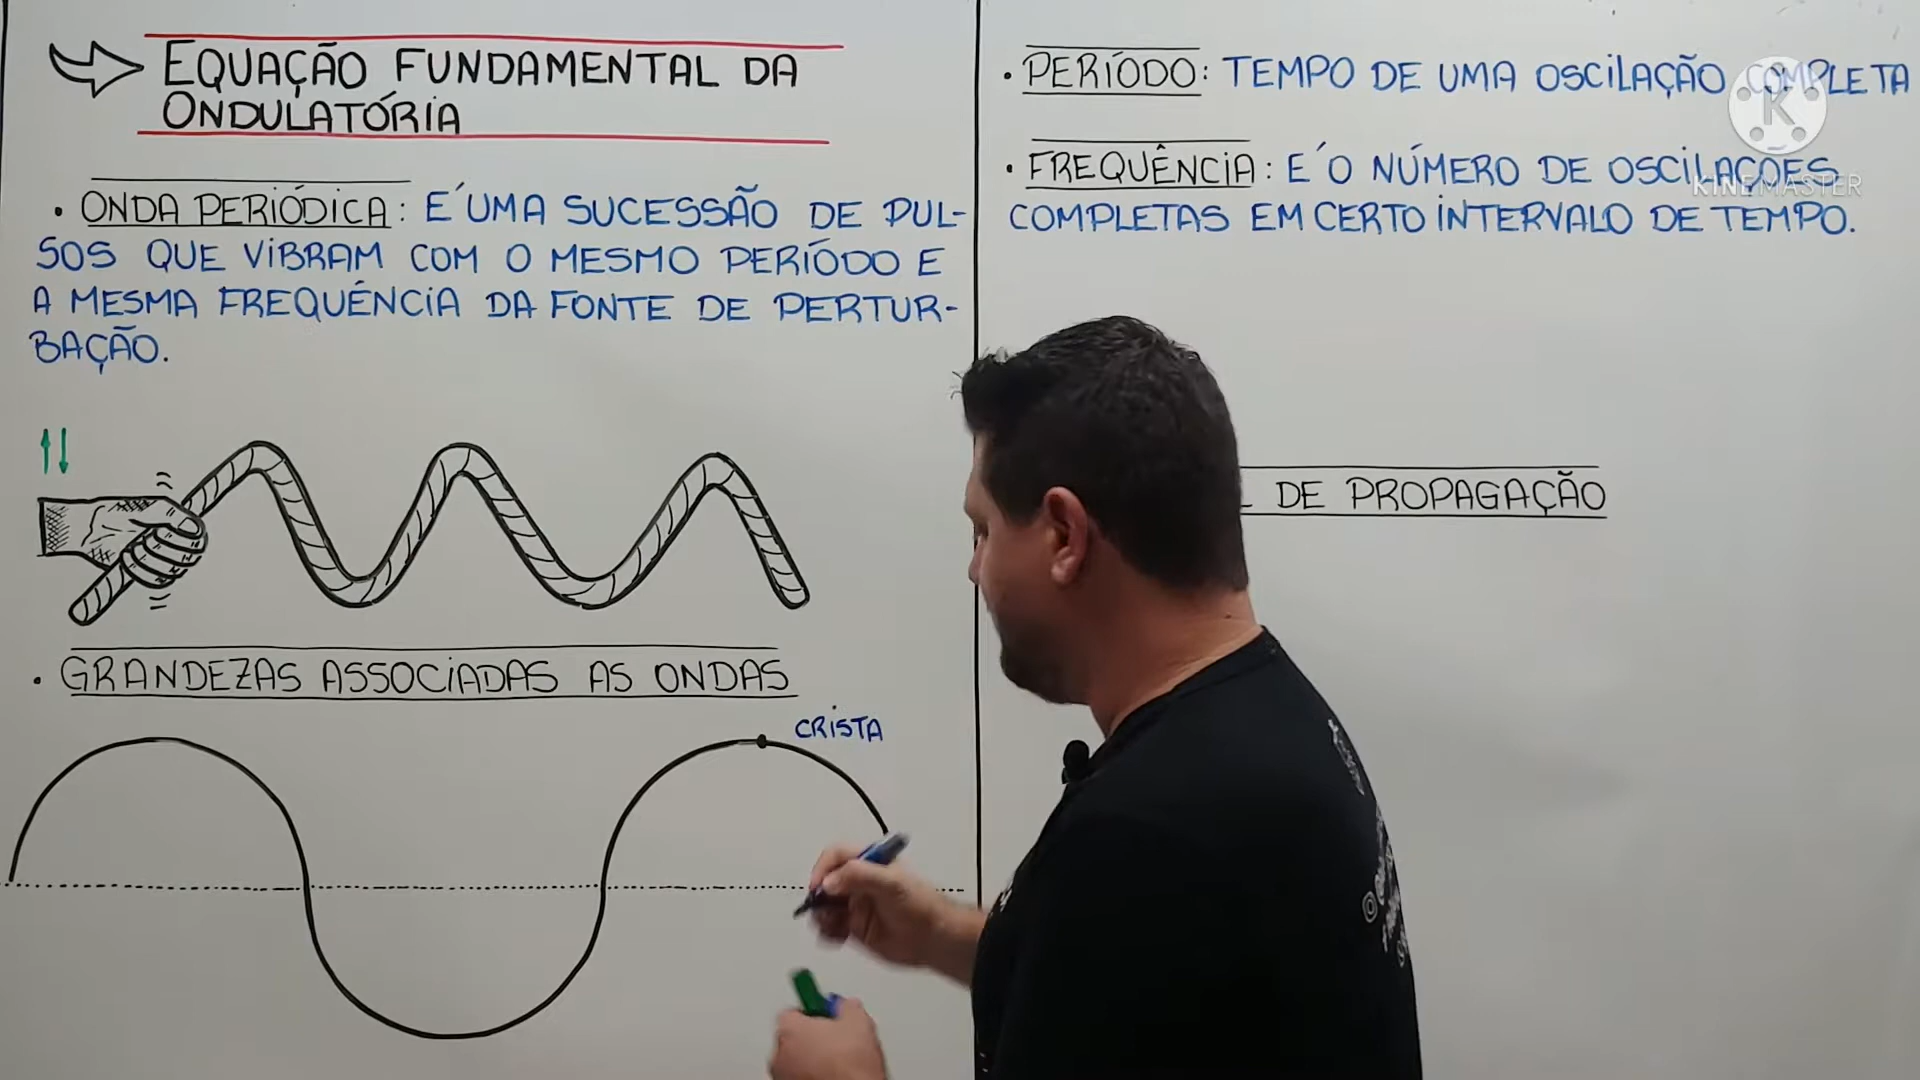 EQUAÇÃO FUNDAMENTAL DA
ONDULATÓRIA
• ONDA PERIÓDICA: E´UMA SUCESSÃO DE PUL-
SOS QUE VIBRAM COM O MESMO PERÍODO E
A MESMA FREQUÊNCIA DA FONTE DE PERTUR-
BAÇÃO.
• GRANDEZAS ASSOCIADAS AS ONDAS
CRISTA
• PERÍODO: TEMPO DE UMA OSCILAÇÃO COMPLETA
• FREQUÊNCIA: E´O NÚMERO DE OSCILAÇOES
COMPLETAS EM CERTO INTERVALO DE TEMPO.
DE PROPAGAÇÃO
K
KINEMASTER